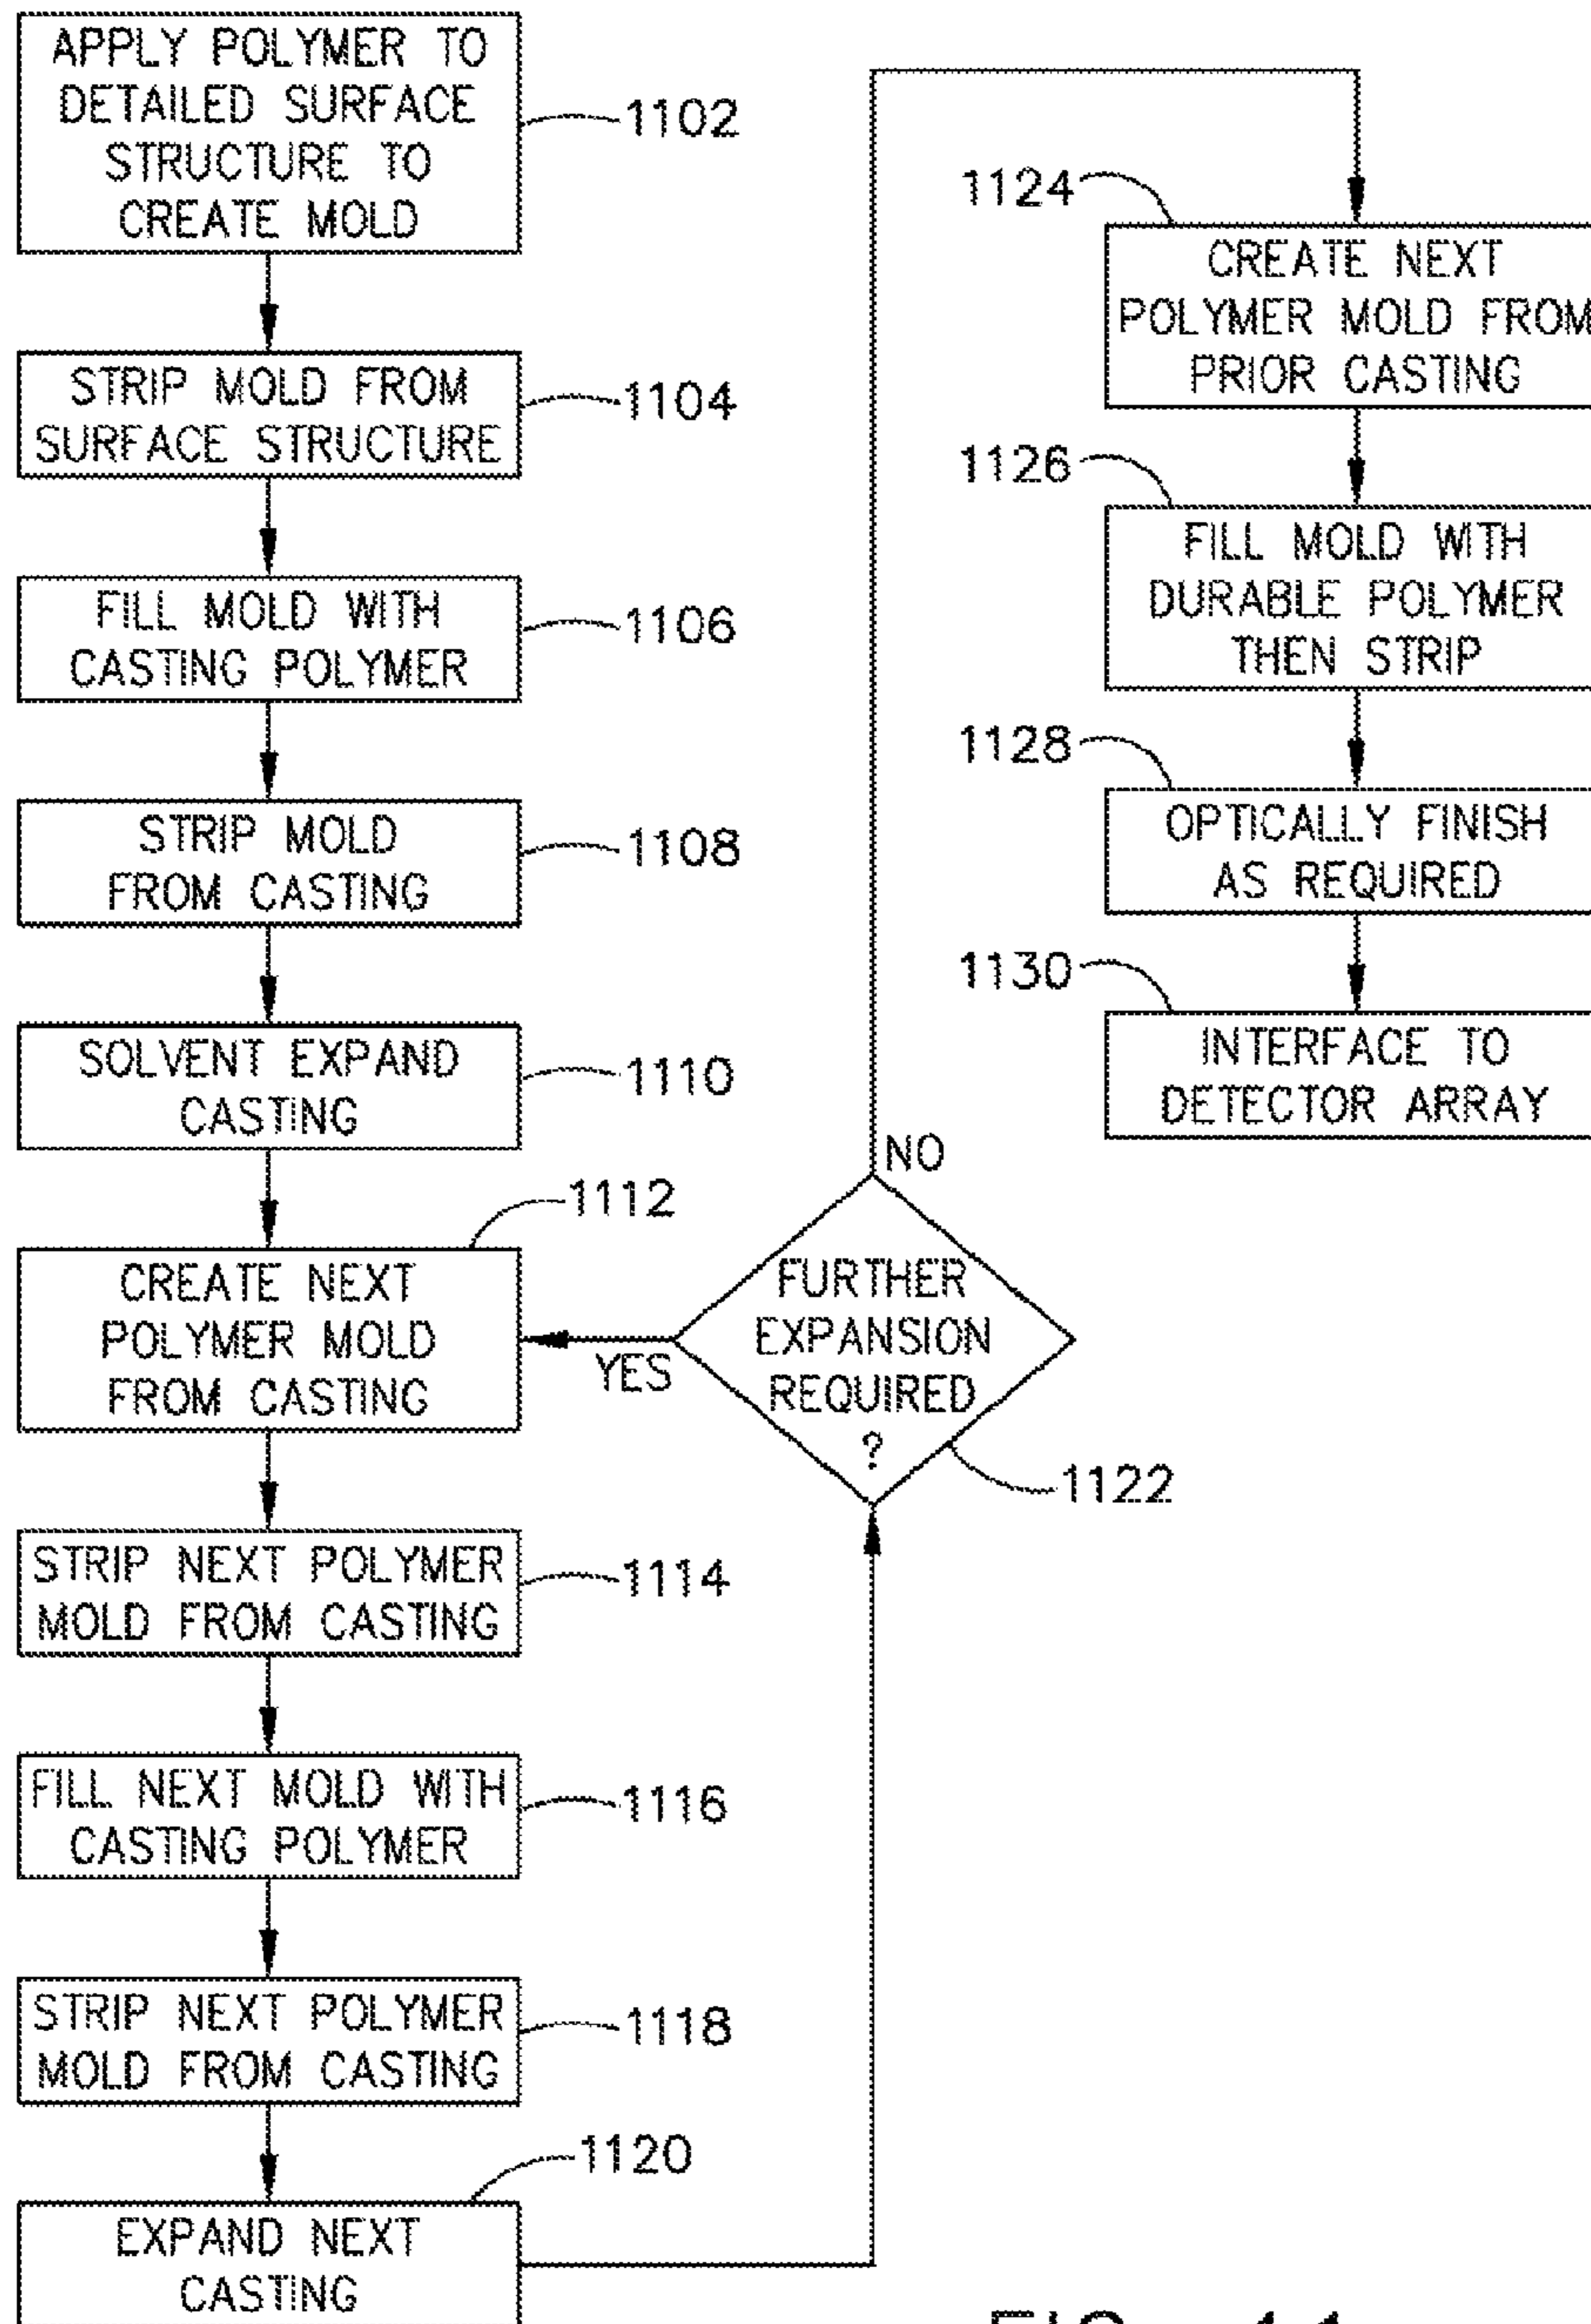 APPLY POLYMER TO
DETAILED SURFACE
STRUCTURE TO
CREATE MOLD
1102
STRIP MOLD FROM
SURFACE STRUCTURE
1104
FILL MOLD WITH
CASTING POLYMER
1106
STRIP MOLD
FROM CASTING
1108
SOLVENT EXPAND
CASTING
1110
1112
CREATE NEXT
POLYMER MOLD
FROM CASTING
STRIP NEXT POLYMER
MOLD FROM CASTING
1114
FILL NEXT MOLD WITH
CASTING POLYMER
1116
STRIP NEXT POLYMER
MOLD FROM CASTING
1118
1120
EXPAND NEXT
CASTING
FURTHER
EXPANSION
REQUIRED
?
1122
YES
NO
1124
CREATE NEXT
POLYMER MOLD FROM
PRIOR CASTING
1126
FILL MOLD WITH
DURABLE POLYMER
THEN STRIP
1128
OPTICALLY FINISH
AS REQUIRED
1130
INTERFACE TO
DETECTOR ARRAY